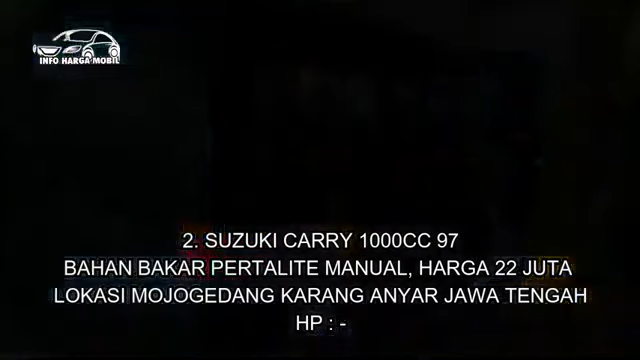 INFO HARGA MOBIL
2. SUZUKI CARRY 1000CC 97
BAHAN BAKAR PERTALITE MANUAL, HARGA 22 JUTA
LOKASI MOJOGEDANG KARANG ANYAR JAWA TENGAH
HP : -